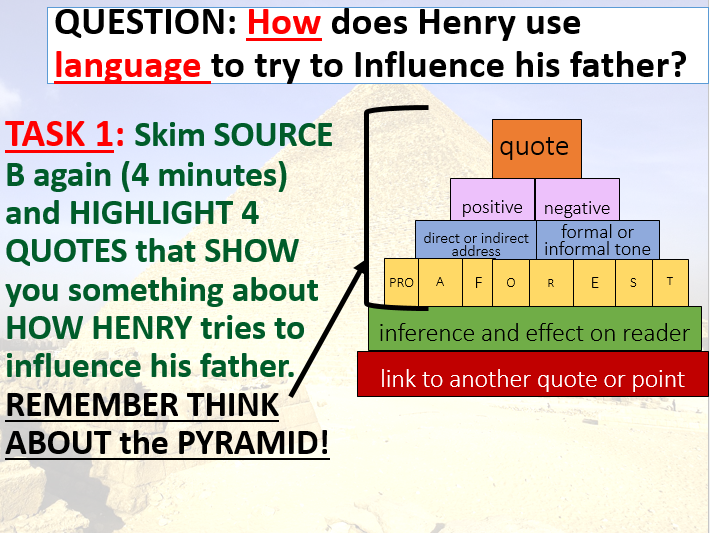 QUESTION: How does Henry use
language to try to Influence his father?
TASK 1: Skim SOURCE
B again (4 minutes)
and HIGHLIGHT 4
QUOTES that SHOW
you something about
HOW HENRY tries to
influence his father.
REMEMBER THINK
ABOUT the PYRAMID!
quote
positive
negative
direct or indirect
address
formal or
informal tone
PRO
A
F
O
R
E
S
T
inference and effect on reader
link to another quote or point